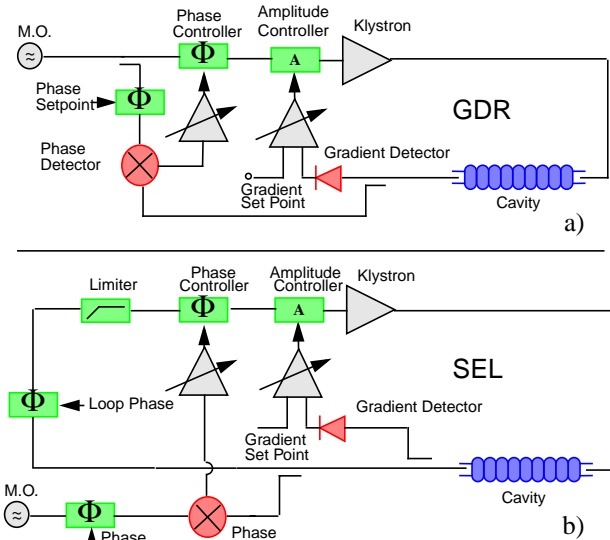 M.O.
≈
Phase
Controller
Φ
Amplitude
Controller
A
Klystron
Phase
Setpoint
Φ
GDR
Phase
Detector
Gradient Detector
Gradient
Set Point
Cavity
a)
Limiter
Phase
Controller
Φ
Amplitude
Controller
A
Klystron
SEL
Φ
Loop Phase
Gradient Detector
Gradient
Set Point
M.O.
≈
Φ
Phase
Phase
Cavity
b)